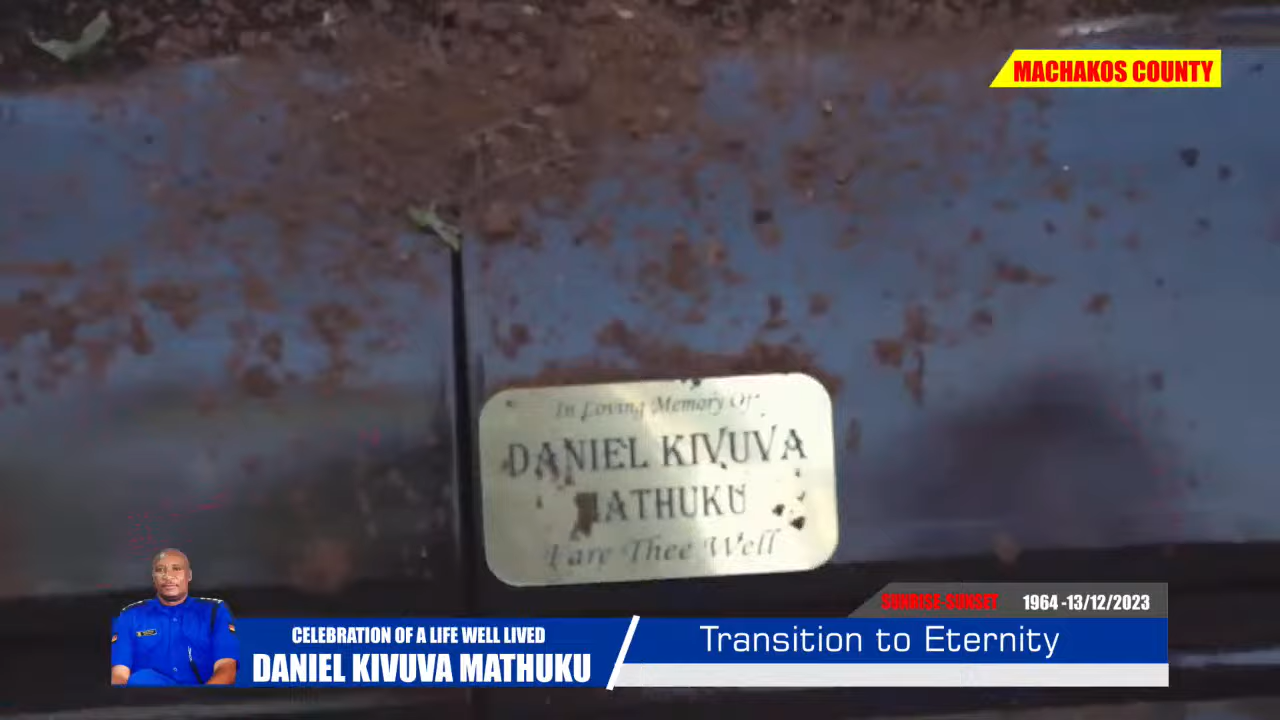 MACHAKOS COUNTY
In Loving Memory Of
DANIEL KIVUVA
MATHUKU
Fare Thee Well
SUNRISE-SUNSET 1964 -13/12/2023
CELEBRATION OF A LIFE WELL LIVED
DANIEL KIVUVA MATHUKU
Transition to Eternity